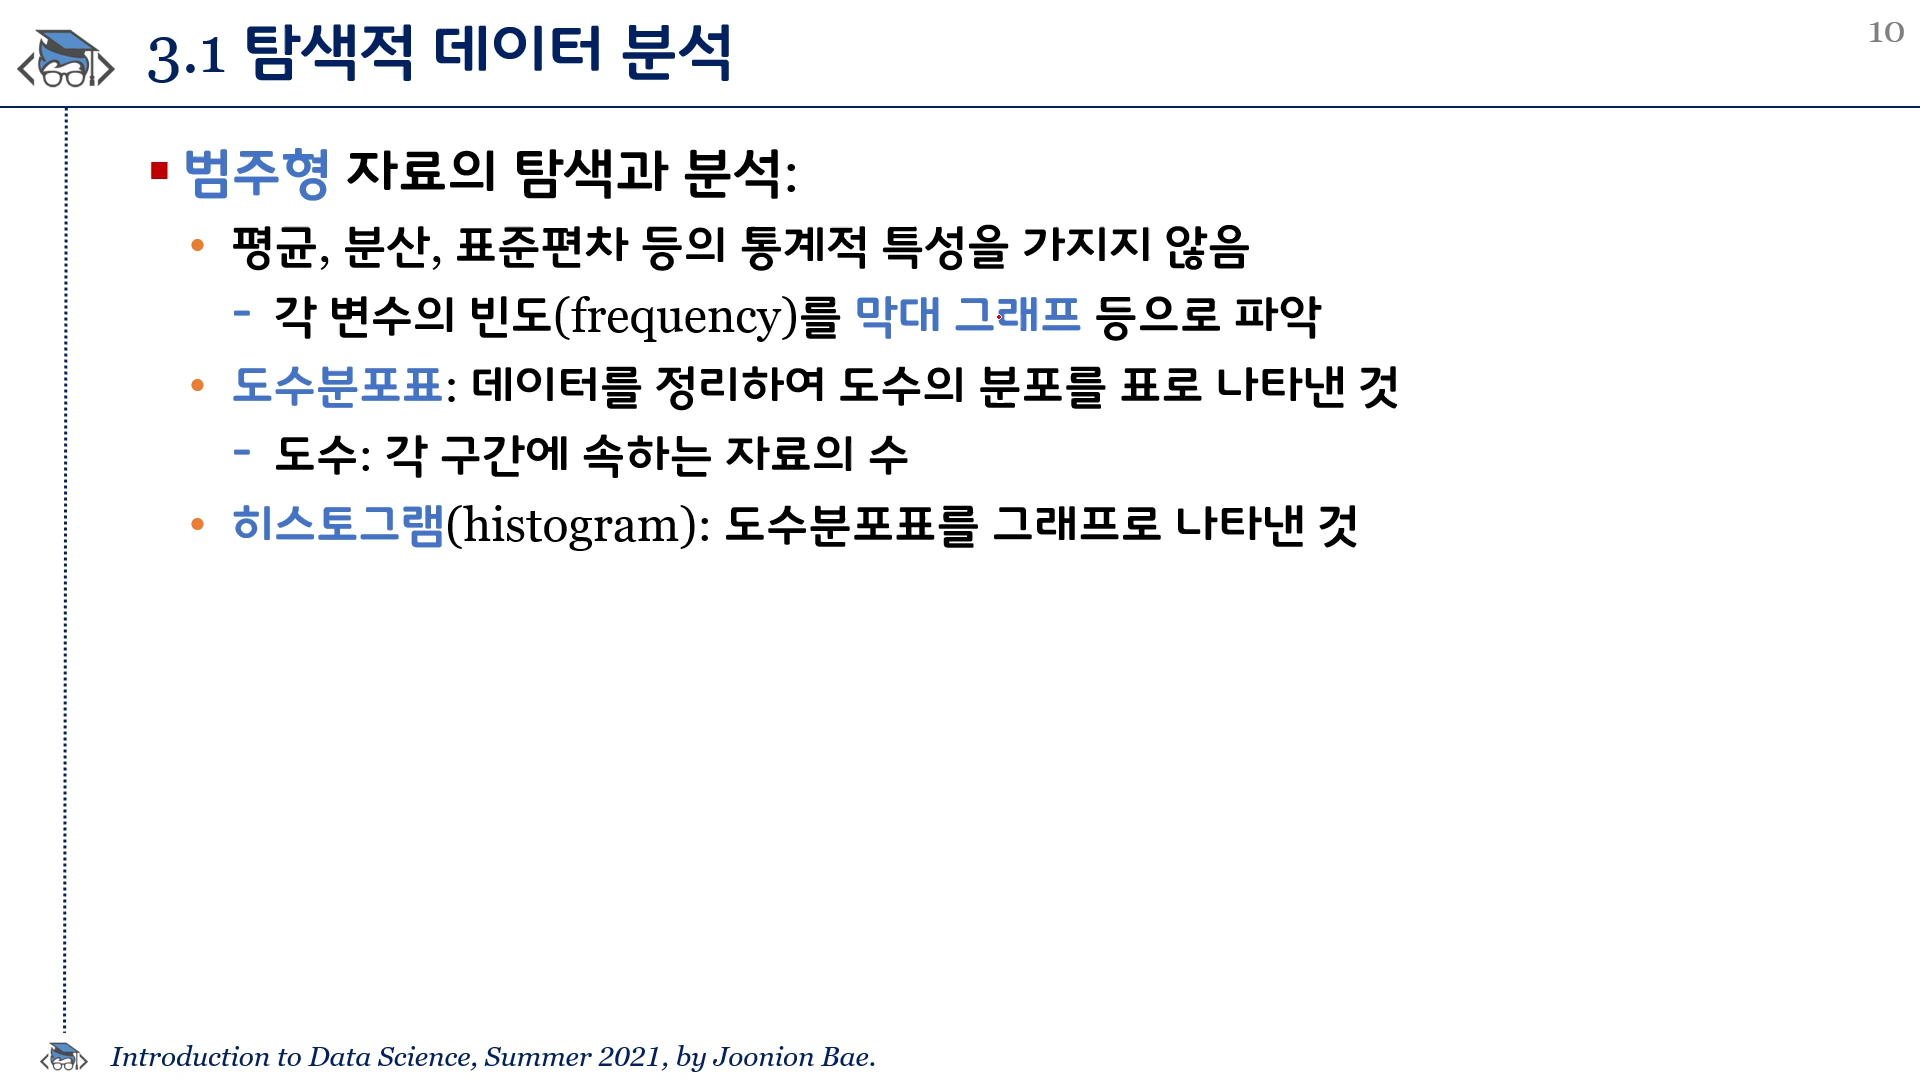 3.1 탐색적 데이터 분석
10
범주형 자료의 탐색과 분석:
평균, 분산, 표준편차 등의 통계적 특성을 가지지 않음
- 각 변수의 빈도(frequency)를 막대 그래프 등으로 파악
도수분포표: 데이터를 정리하여 도수의 분포를 표로 나타낸 것
- 도수: 각 구간에 속하는 자료의 수
히스토그램(histogram): 도수분포표를 그래프로 나타낸 것
Introduction to Data Science, Summer 2021, by Joonion Bae.